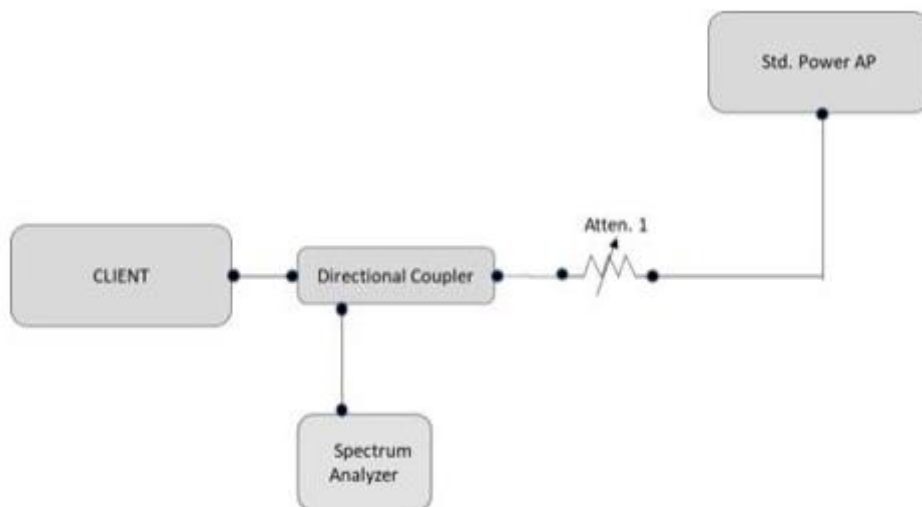 Std. Power AP
Atten. 1
CLIENT
Directional Coupler
Spectrum
Analyzer